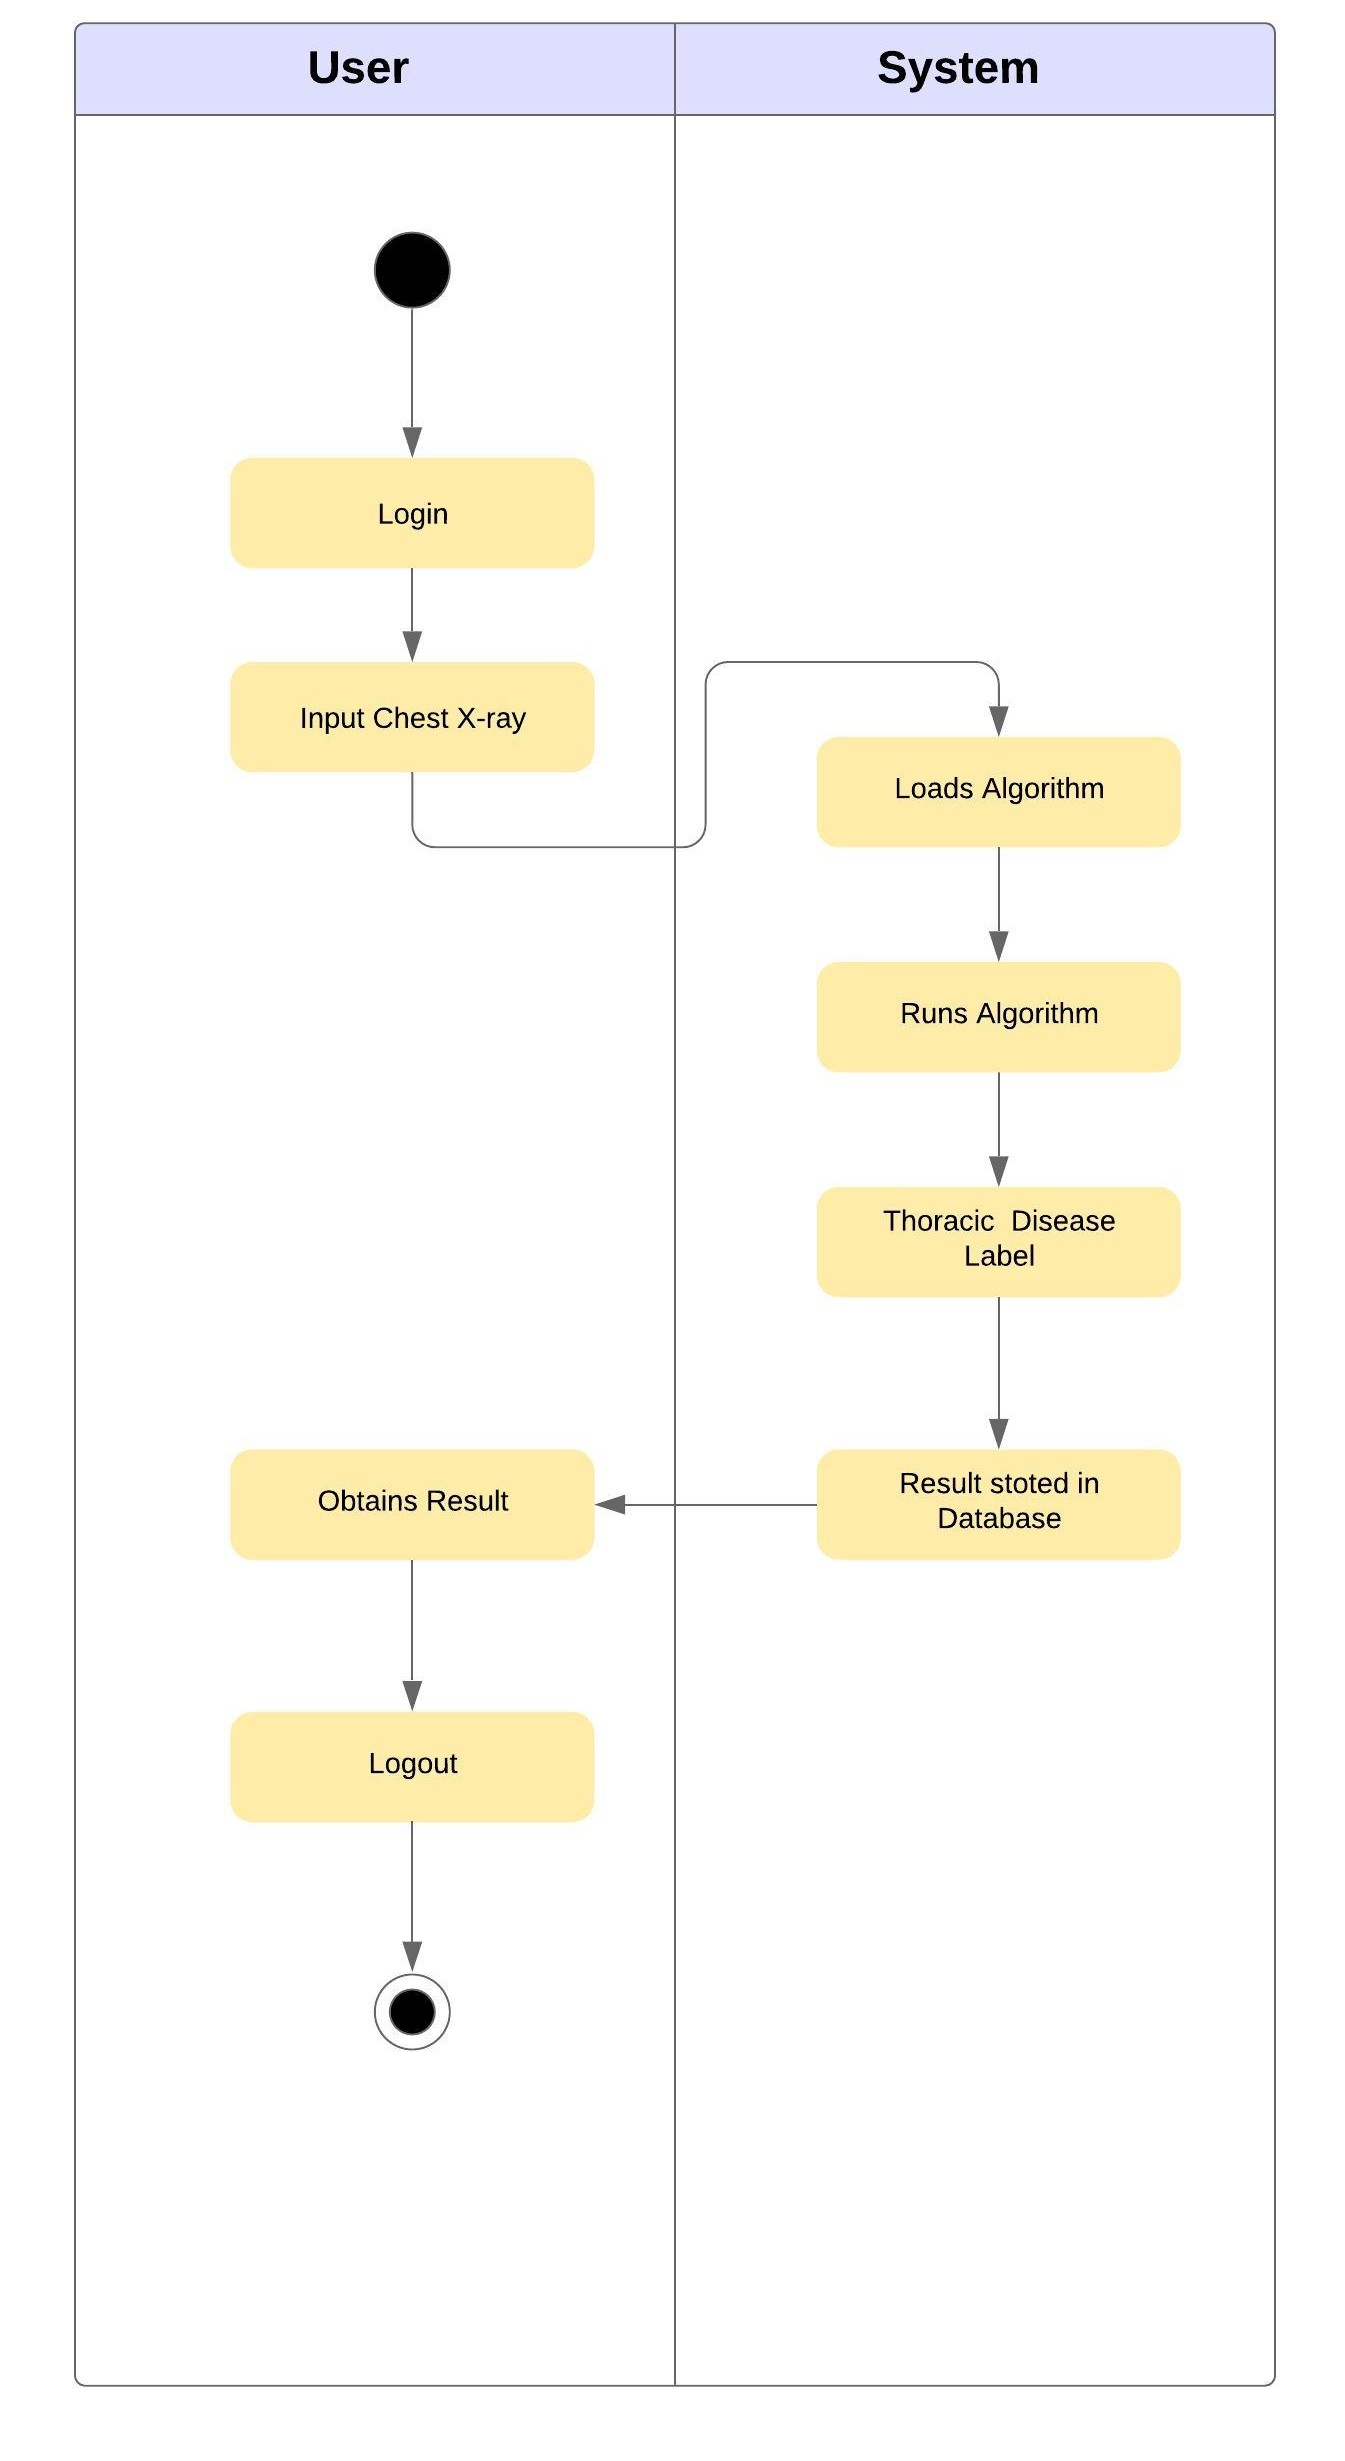 User
System
Login
Input Chest X-ray
Loads Algorithm
Runs Algorithm
Thoracic  Disease
Label
Result stoted in
Database
Obtains Result
Logout